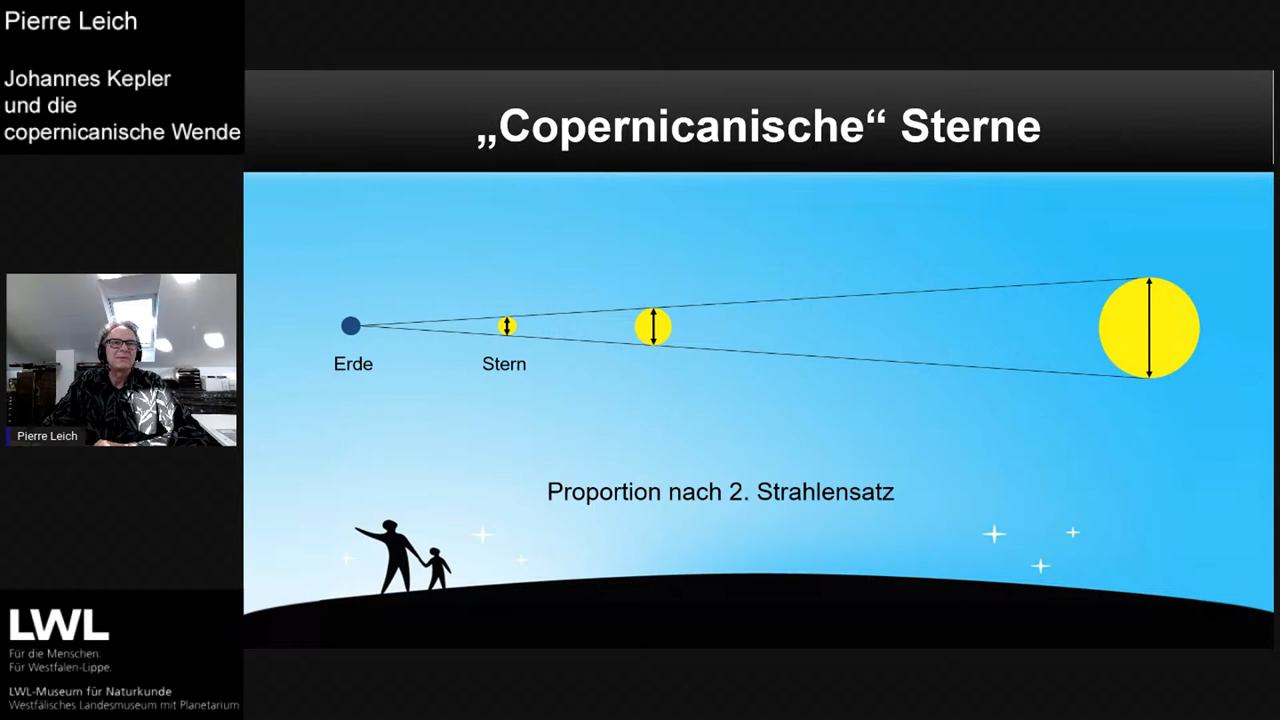 Pierre Leich
Johannes Kepler
und die
copernicanische Wende
„Copernicanische“ Sterne
Erde
Stern
Proportion nach 2. Strahlensatz
Pierre Leich
LWL
Für die Menschen.
Für Westfalen-Lippe.
LWL-Museum für Naturkunde
Westfälisches Landesmuseum mit Planetarium